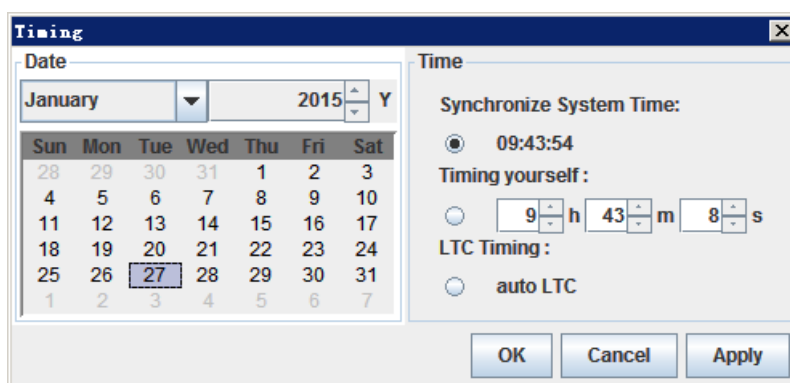 Timing
Date
January 2015 Y
Sun Mon Tue Wed Thu Fri Sat
28 29 30 31 1 2 3
4 5 6 7 8 9 10
11 12 13 14 15 16 17
18 19 20 21 22 23 24
25 26 27 28 29 30 31
1 2 3 4 5 6 7
Time
Synchronize System Time:
09:43:54
Timing yourself :
9 h 43 m 8 s
LTC Timing :
auto LTC
OK Cancel Apply